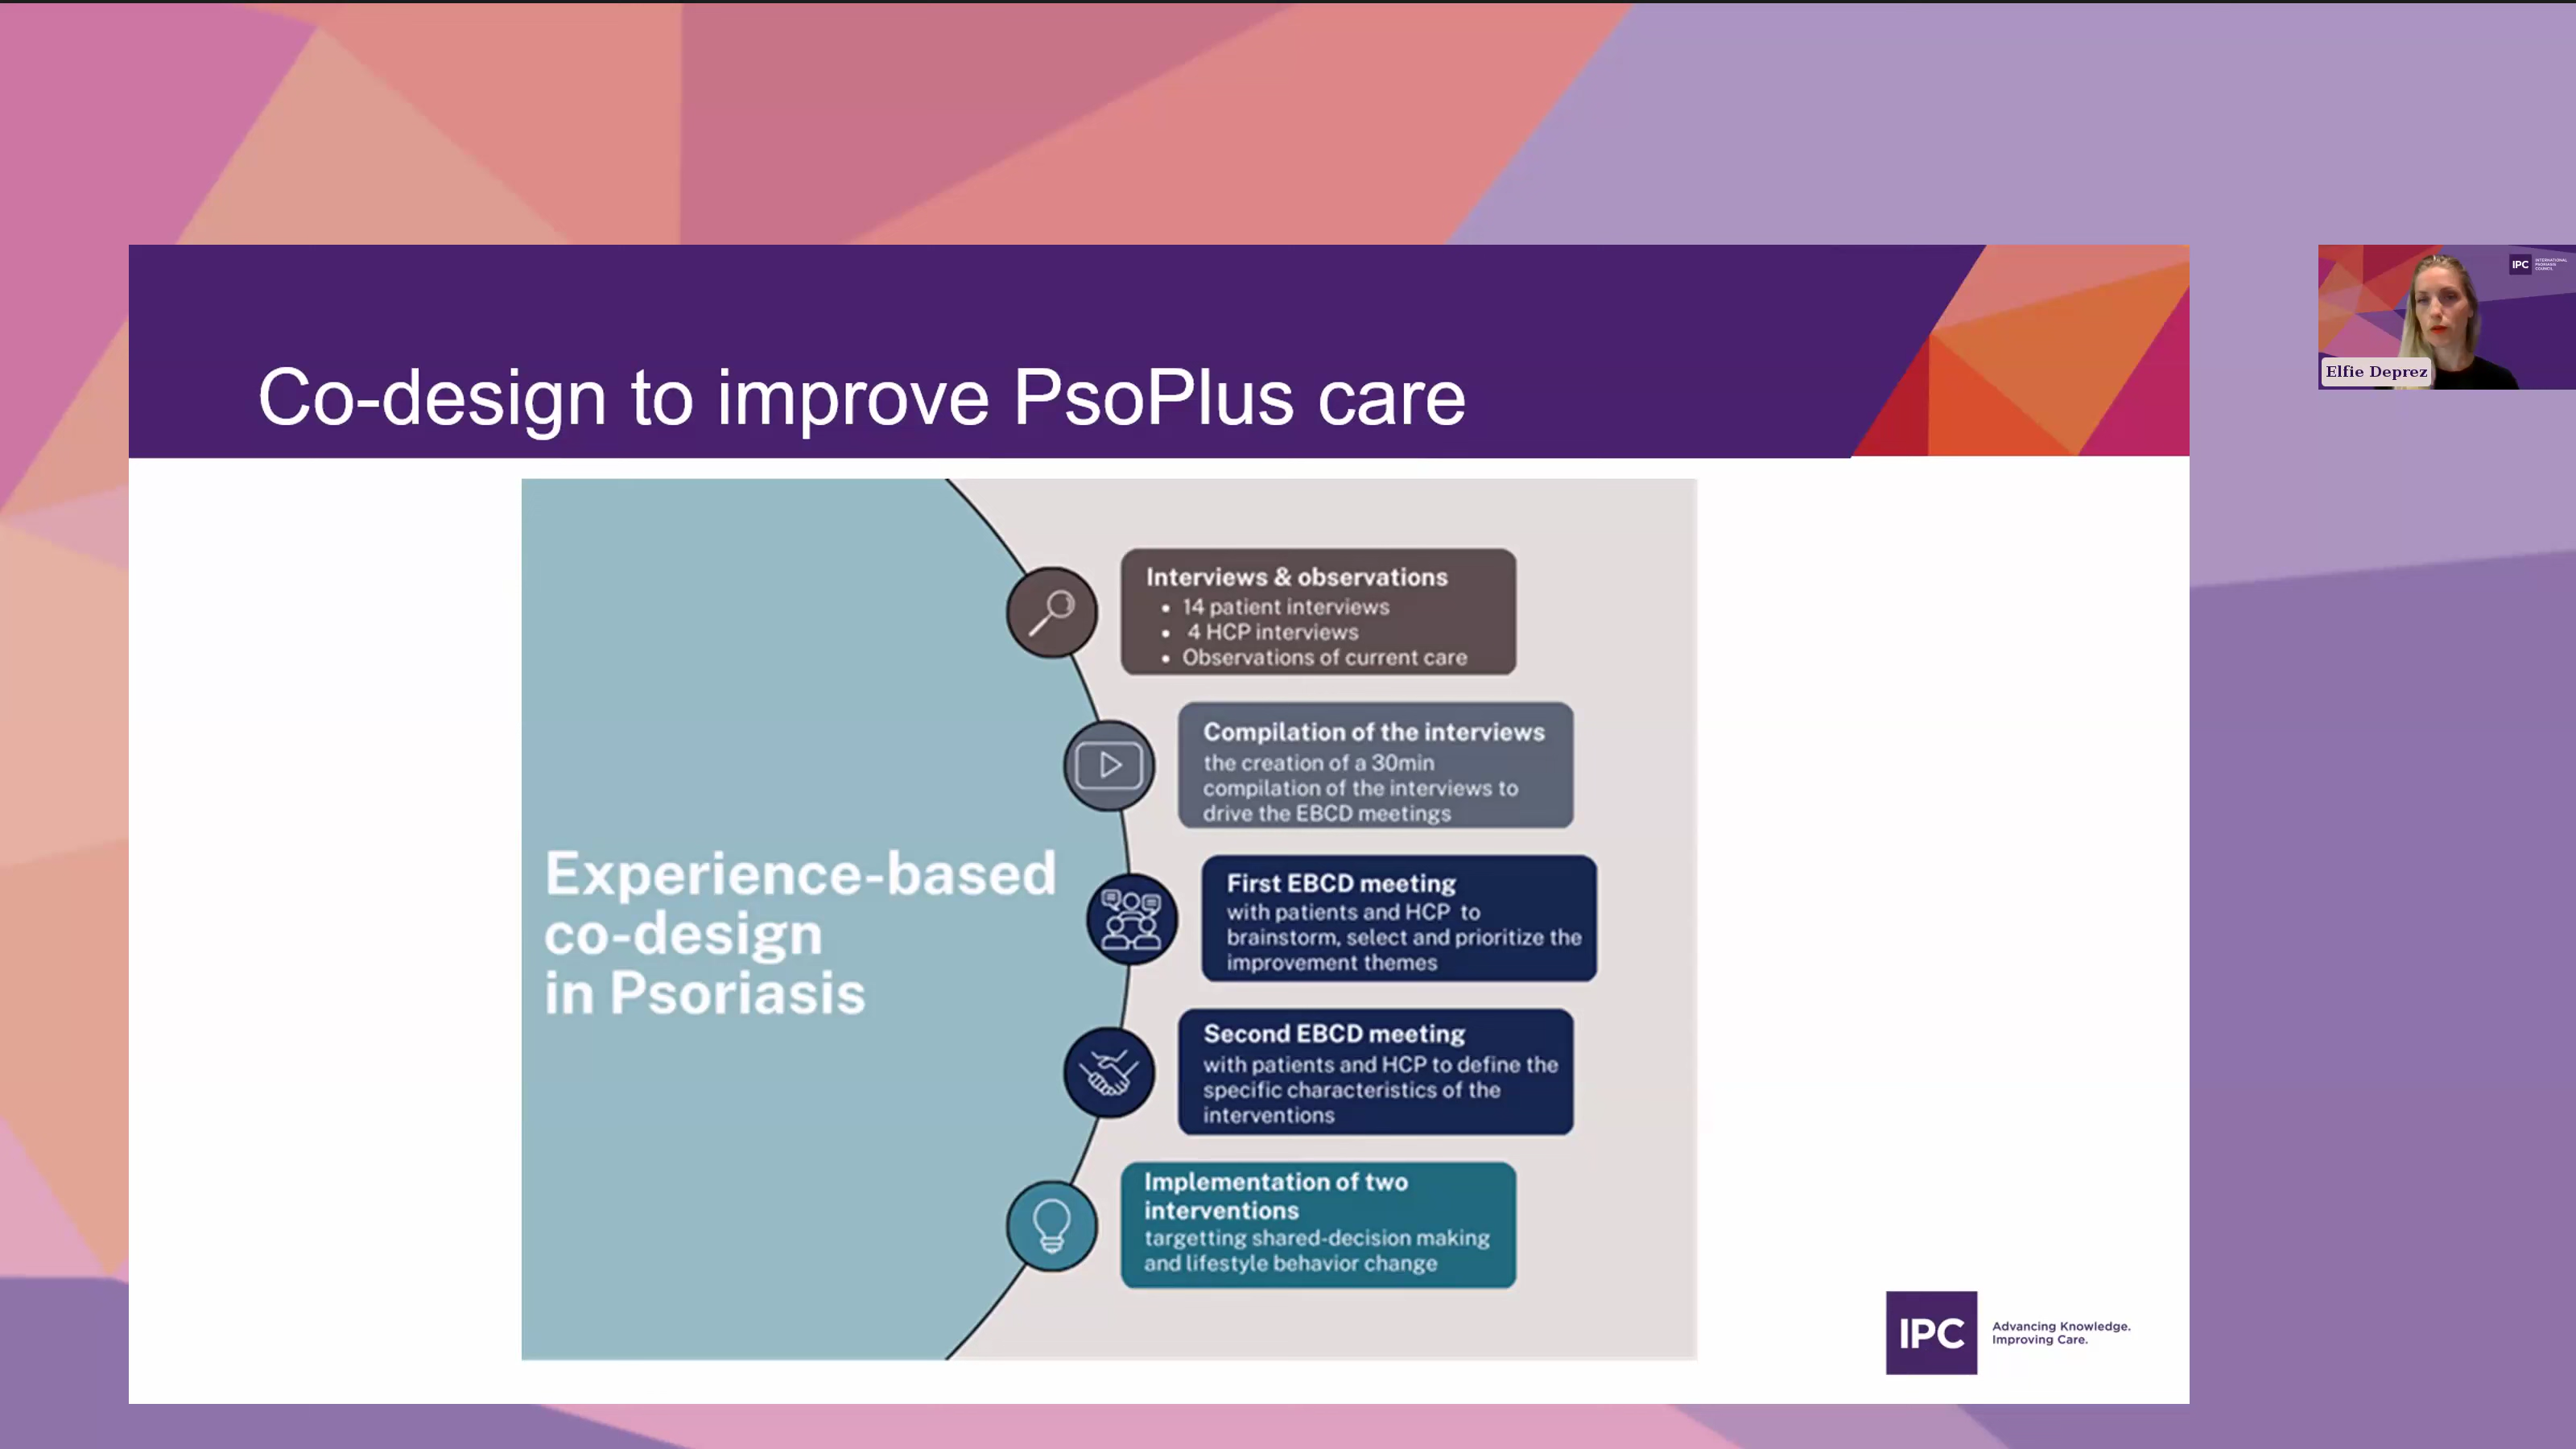 Co-design to improve PsoPlus care
IPC INTERNATIONAL
PSORIASIS
COUNCIL
Elfie Deprez
Experience-based
co-design
in Psoriasis
Interviews & observations
• 14 patient interviews
• 4 HCP interviews
• Observations of current care
Compilation of the interviews
the creation of a 30min
compilation of the interviews to
drive the EBCD meetings
First EBCD meeting
with patients and HCP to
brainstorm, select and prioritize the
improvement themes
Second EBCD meeting
with patients and HCP to define the
specific characteristics of the
interventions
Implementation of two
interventions
targetting shared-decision making
and lifestyle behavior change
IPC
Advancing Knowledge.
Improving Care.